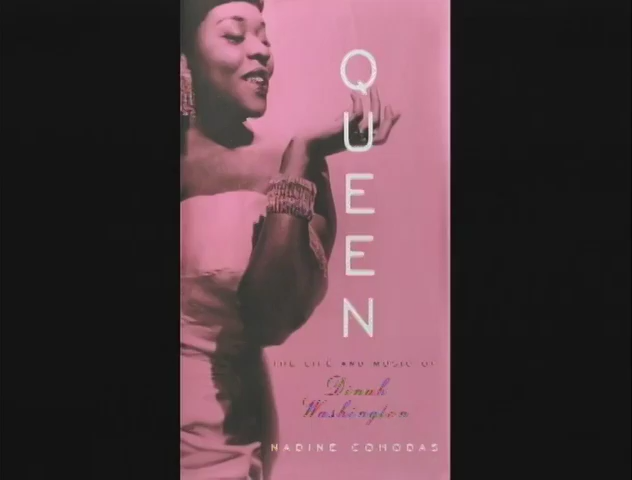 QUEEN
THE LIFE AND MUSIC OF
Dinah
Washington
NADINE COHODAS